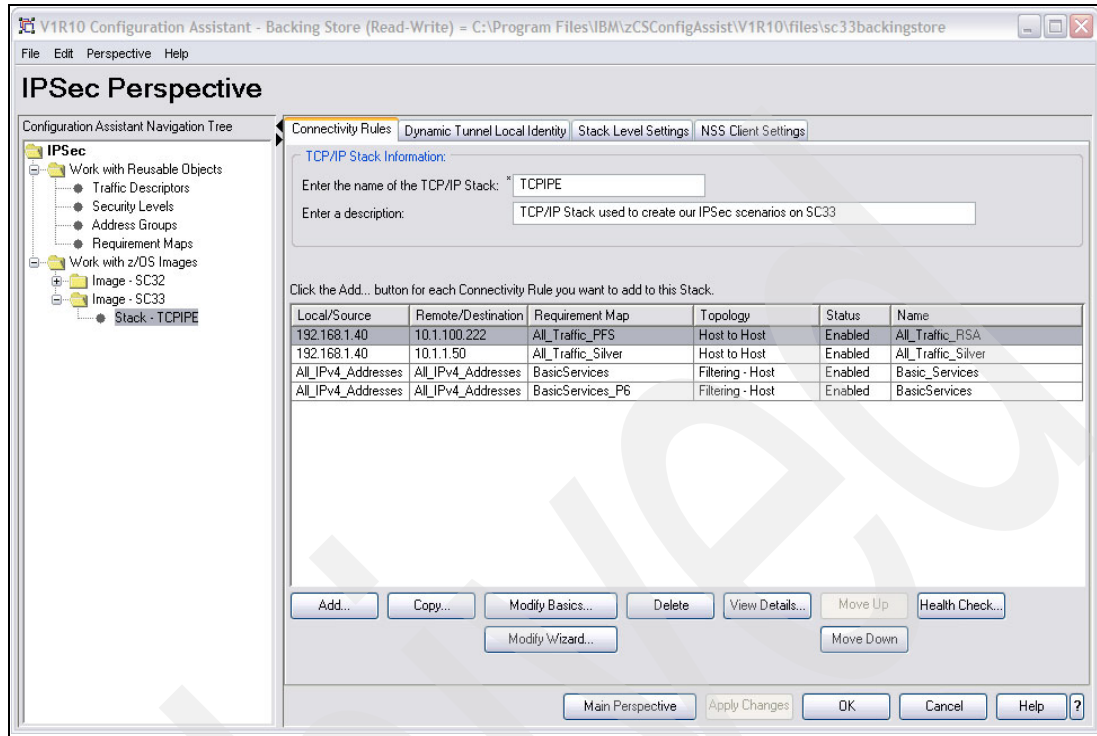 V1R10 Configuration Assistant - Backing Store (Read-Write) = C:\Program Files\IBM\zCSConfigAssist\V1R10\files\sc33backingstore
File Edit Perspective Help
IPSec Perspective
Configuration Assistant Navigation Tree
IPSec
Work with Reusable Objects
Traffic Descriptors
Security Levels
Address Groups
Requirement Maps
Work with z/OS Images
Image - SC32
Image - SC33
Stack - TCPIPE
Connectivity Rules Dynamic Tunnel Local Identity Stack Level Settings NSS Client Settings
TCP/IP Stack Information:
Enter the name of the TCP/IP Stack: * TCPIPE
Enter a description: TCP/IP Stack used to create our IPSec scenarios on SC33
Click the Add... button for each Connectivity Rule you want to add to this Stack.
Local/Source Remote/Destination Requirement Map Topology Status Name
192.168.1.40 10.1.100.222 All_Traffic_PFS Host to Host Enabled All_Traffic_RSA
192.168.1.40 10.1.1.50 All_Traffic_Silver Host to Host Enabled All_Traffic_Silver
All_IPv4_Addresses All_IPv4_Addresses BasicServices Filtering - Host Enabled Basic_Services
All_IPv4_Addresses All_IPv4_Addresses BasicServices_P6 Filtering - Host Enabled BasicServices
Add... Copy... Modify Basics... Delete View Details... Move Up Health Check...
Modify Wizard... Move Down
Main Perspective Apply Changes OK Cancel Help ?